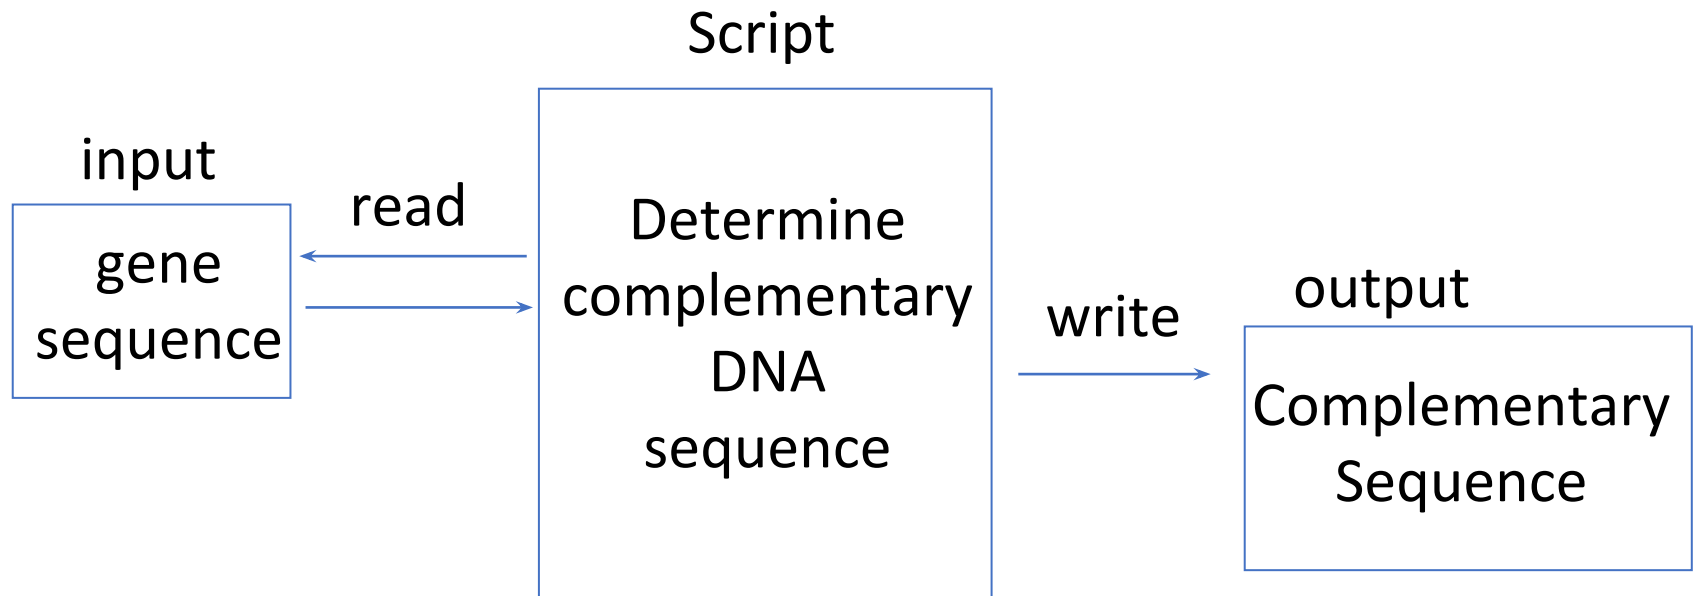 Script
input
read
gene
sequence
Determine
complementary
DNA
sequence
write
output
Complementary
Sequence